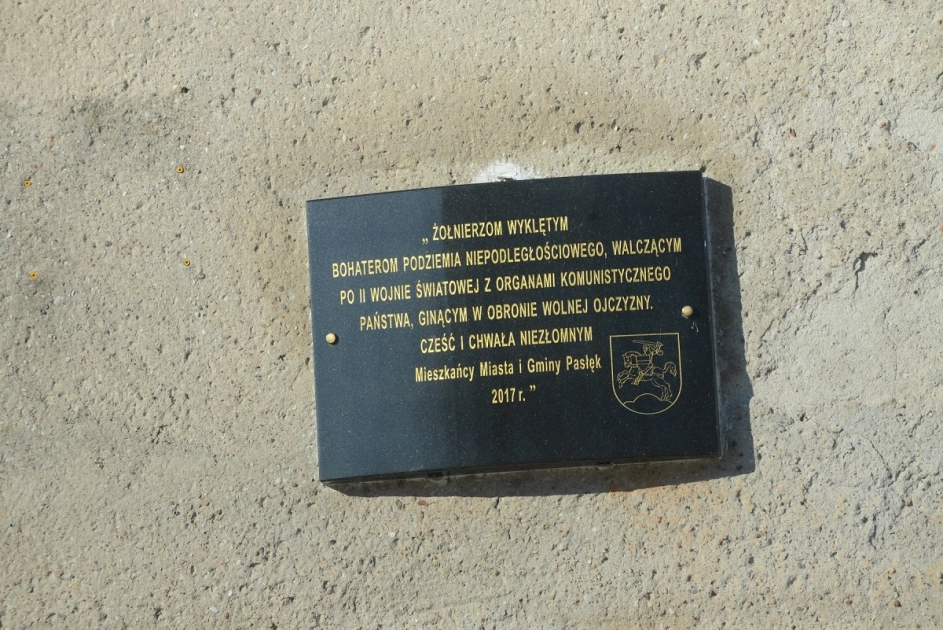 „ ŻOŁNIERZOM WYKLĘTYM
BOHATEROM PODZIEMIA NIEPODLEGŁOŚCIOWEGO, WALCZĄCYM
PO II WOJNIE ŚWIATOWEJ Z ORGANAMI KOMUNISTYCZNEGO
PAŃSTWA, GINĄCYM W OBRONIE WOLNEJ OJCZYZNY.
CZEŚĆ I CHWAŁA NIEZŁOMNYM
Mieszkańcy Miasta i Gminy Pasłęk
2017 r. ”